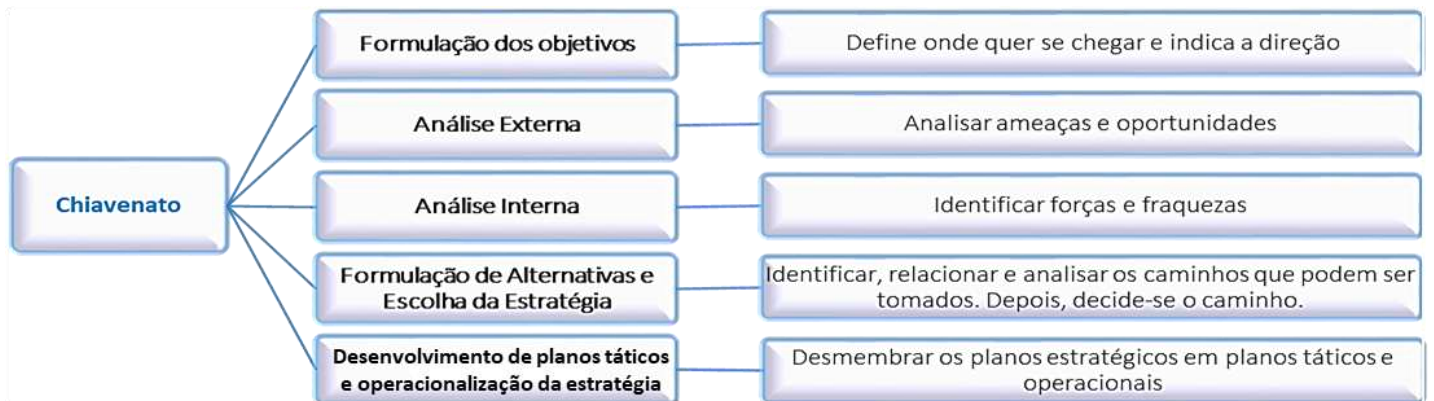 Chiavenato
Formulação dos objetivos
Define onde quer se chegar e indica a direção
Análise Externa
Analisar ameaças e oportunidades
Análise Interna
Identificar forças e fraquezas
Formulação de Alternativas e
Escolha da Estratégia
Identificar, relacionar e analisar os caminhos que podem ser
tomados. Depois, decide-se o caminho.
Desenvolvimento de planos táticos
e operacionalização da estratégia
Desmembrar os planos estratégicos em planos táticos e
operacionais